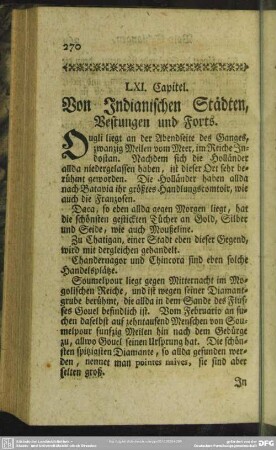 270
LXI. Capitel.
Von Indianischen Städten,
Vestungen und Forts.
Hugli liegt an der Abendseite des Ganges,
zwanzig Meilen vom Meer, im Reiche In-
dostan. Nachdem sich die Holländer
allda niedergelassen haben, ist dieser Ort sehr be-
rühmt geworden. Die Holländer haben allda
nach Batavia ihr größtes Handlungscomtoir, wie
auch die Franzosen.
Daca, so eben allda gegen Morgen liegt, hat
die schönsten gestickten Tücher an Gold, Silber
und Seide, wie auch Mousseline.
Zu Chatigan, einer Stadt eben dieser Gegend,
wird mit dergleichen gehandelt.
Chandernagor und Chincora sind eben solche
Handelsplätze.
Soumelpour liegt gegen Mitternacht im Mo-
golischen Reiche, und ist wegen seiner Diamant-
grube berühmt, die allda in dem Sande des Flus-
ses Gouel befindlich ist. Vom Februario an su-
chen daselbst auf zehntausend Menschen von Sou-
melpour funfzig Meilen hin nach dem Gebürge
zu, allwo Gouel seinen Ursprung hat. Die schön-
sten spitzigsten Diamante, so allda gefunden wer-
den, nennet man pointes naives, sie sind aber
selten groß.
In